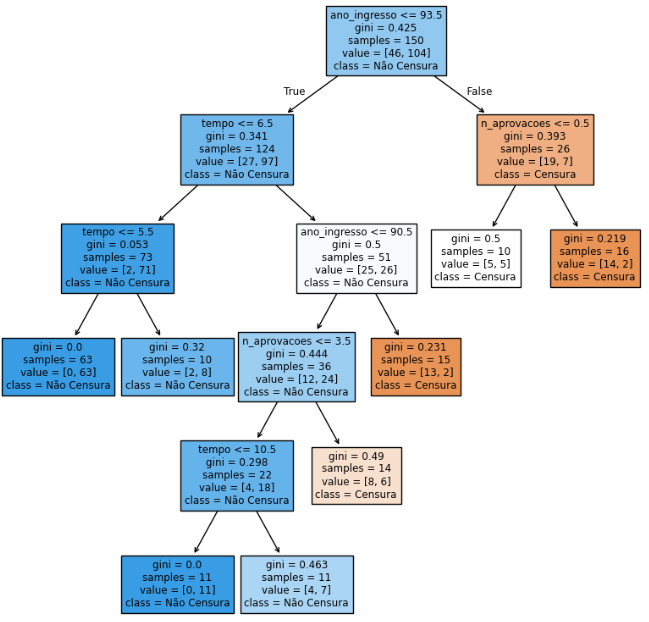 ano_ingresso <= 93.5
gini = 0.425
samples = 150
value = [46, 104]
class = Não Censura
True
False
tempo <= 6.5
gini = 0.341
samples = 124
value = [27, 97]
class = Não Censura
n_aprovacoes <= 0.5
gini = 0.393
samples = 26
value = [19, 7]
class = Censura
tempo <= 5.5
gini = 0.053
samples = 73
value = [2, 71]
class = Não Censura
ano_ingresso <= 90.5
gini = 0.5
samples = 51
value = [25, 26]
class = Não Censura
gini = 0.5
samples = 10
value = [5, 5]
class = Censura
gini = 0.219
samples = 16
value = [14, 2]
class = Censura
gini = 0.0
samples = 63
value = [0, 63]
class = Não Censura
gini = 0.32
samples = 10
value = [2, 8]
class = Não Censura
n_aprovacoes <= 3.5
gini = 0.444
samples = 36
value = [12, 24]
class = Não Censura
gini = 0.231
samples = 15
value = [13, 2]
class = Censura
tempo <= 10.5
gini = 0.298
samples = 22
value = [4, 18]
class = Não Censura
gini = 0.49
samples = 14
value = [8, 6]
class = Censura
gini = 0.0
samples = 11
value = [0, 11]
class = Não Censura
gini = 0.463
samples = 11
value = [4, 7]
class = Não Censura